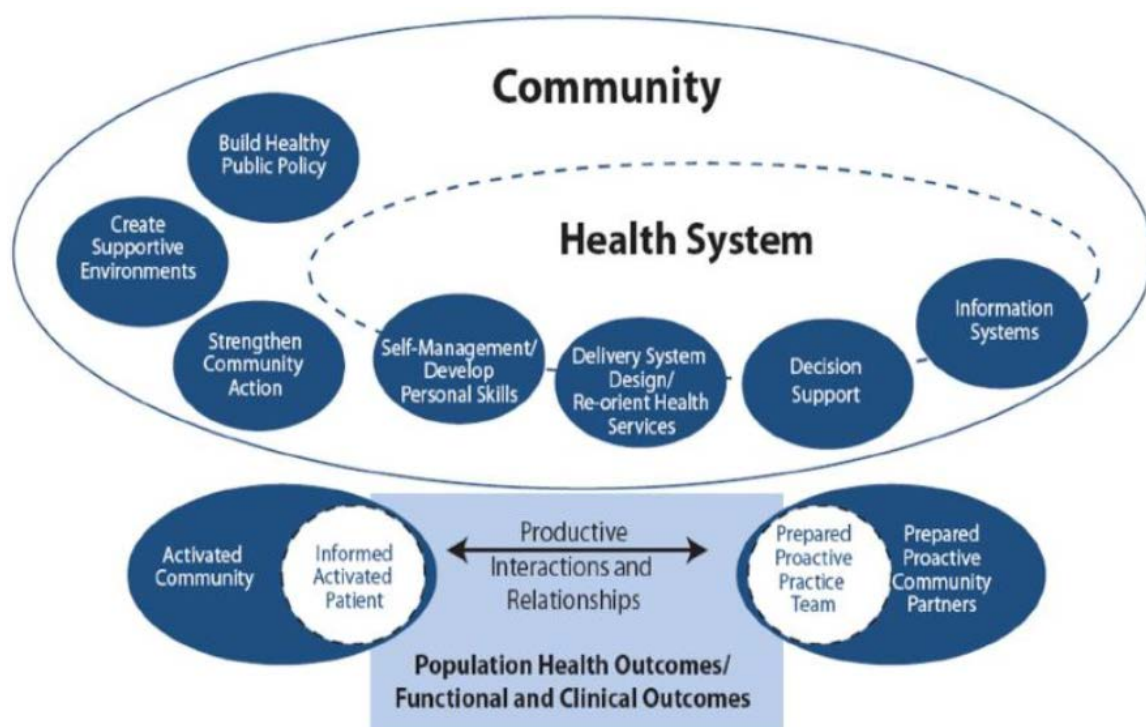 Community
Build Healthy
Public Policy
Create
Supportive
Environments
Strengthen
Community
Action
Health System
Self-Management/
Develop
Personal Skills
Delivery System
Design/
Re-orient Health
Services
Decision
Support
Information
Systems
Activated
Community
Informed
Activated
Patient
Productive
Interactions and
Relationships
Prepared
Proactive
Practice
Team
Prepared
Proactive
Community
Partners
Population Health Outcomes/
Functional and Clinical Outcomes